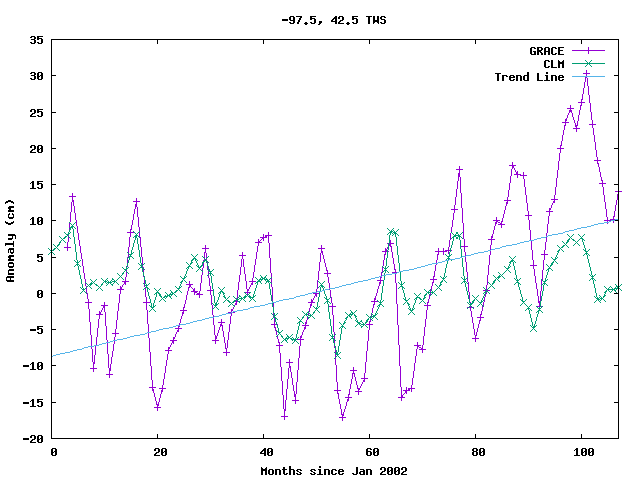 -97.5, 42.5 TWS
35
30
25
20
15
10
5
0
-5
-10
-15
-20
Anomaly (cm)
GRACE
CLM
Trend Line
0 20 40 60 80 100
Months since Jan 2002